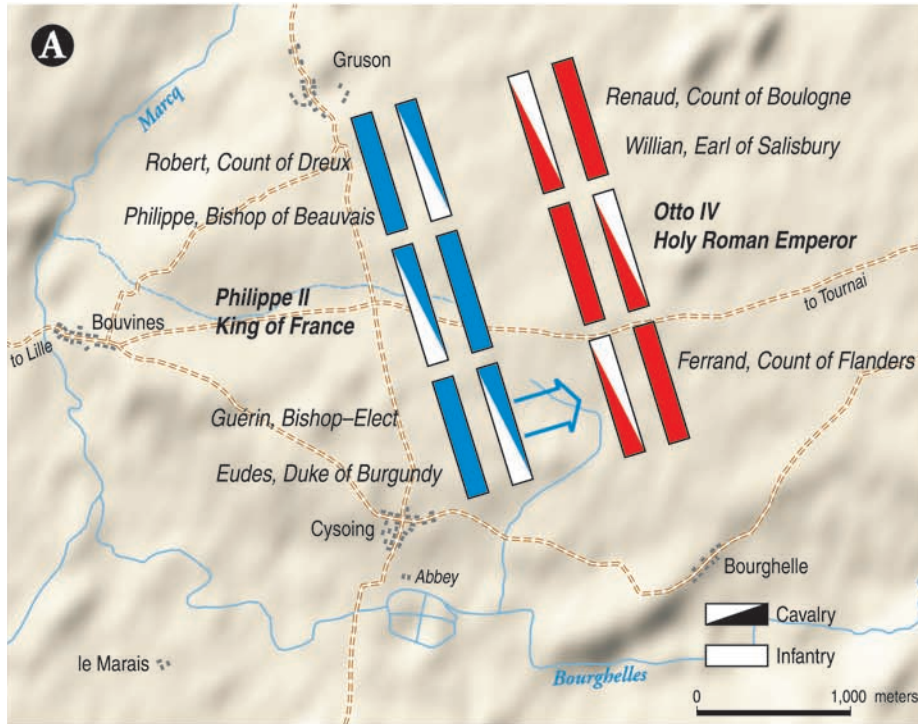 A
Gruson
Marcq
Renaud, Count of Boulogne
Robert, Count of Dreux
Willian, Earl of Salisbury
Philippe, Bishop of Beauvais
Otto IV
Holy Roman Emperor
Philippe II
King of France
to Tournai
Bouvines
to Lille
Ferrand, Count of Flanders
Guerin, Bishop–Elect
Eudes, Duke of Burgundy
Cysoing
Abbey
Bourghelle
Cavalry
Infantry
le Marais
Bourghelles
0 1,000 meters